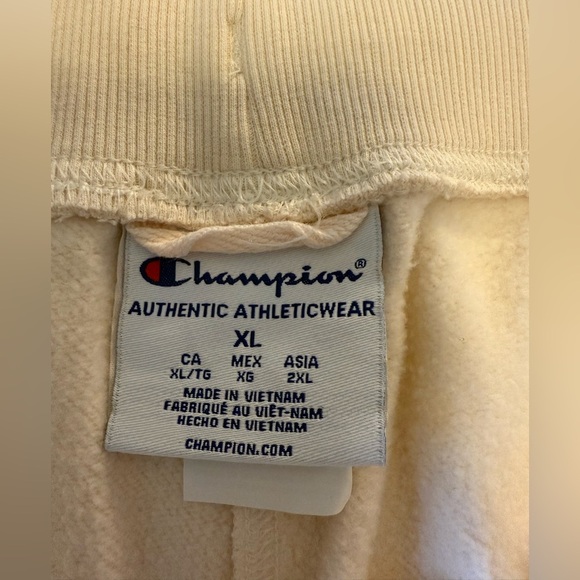 Champion®
AUTHENTIC ATHLETICWEAR
XL
CA MEX ASIA
XL/TG XG 2XL
MADE IN VIETNAM
FABRIQUÉ AU VIÊT-NAM
HECHO EN VIETNAM
CHAMPION.COM